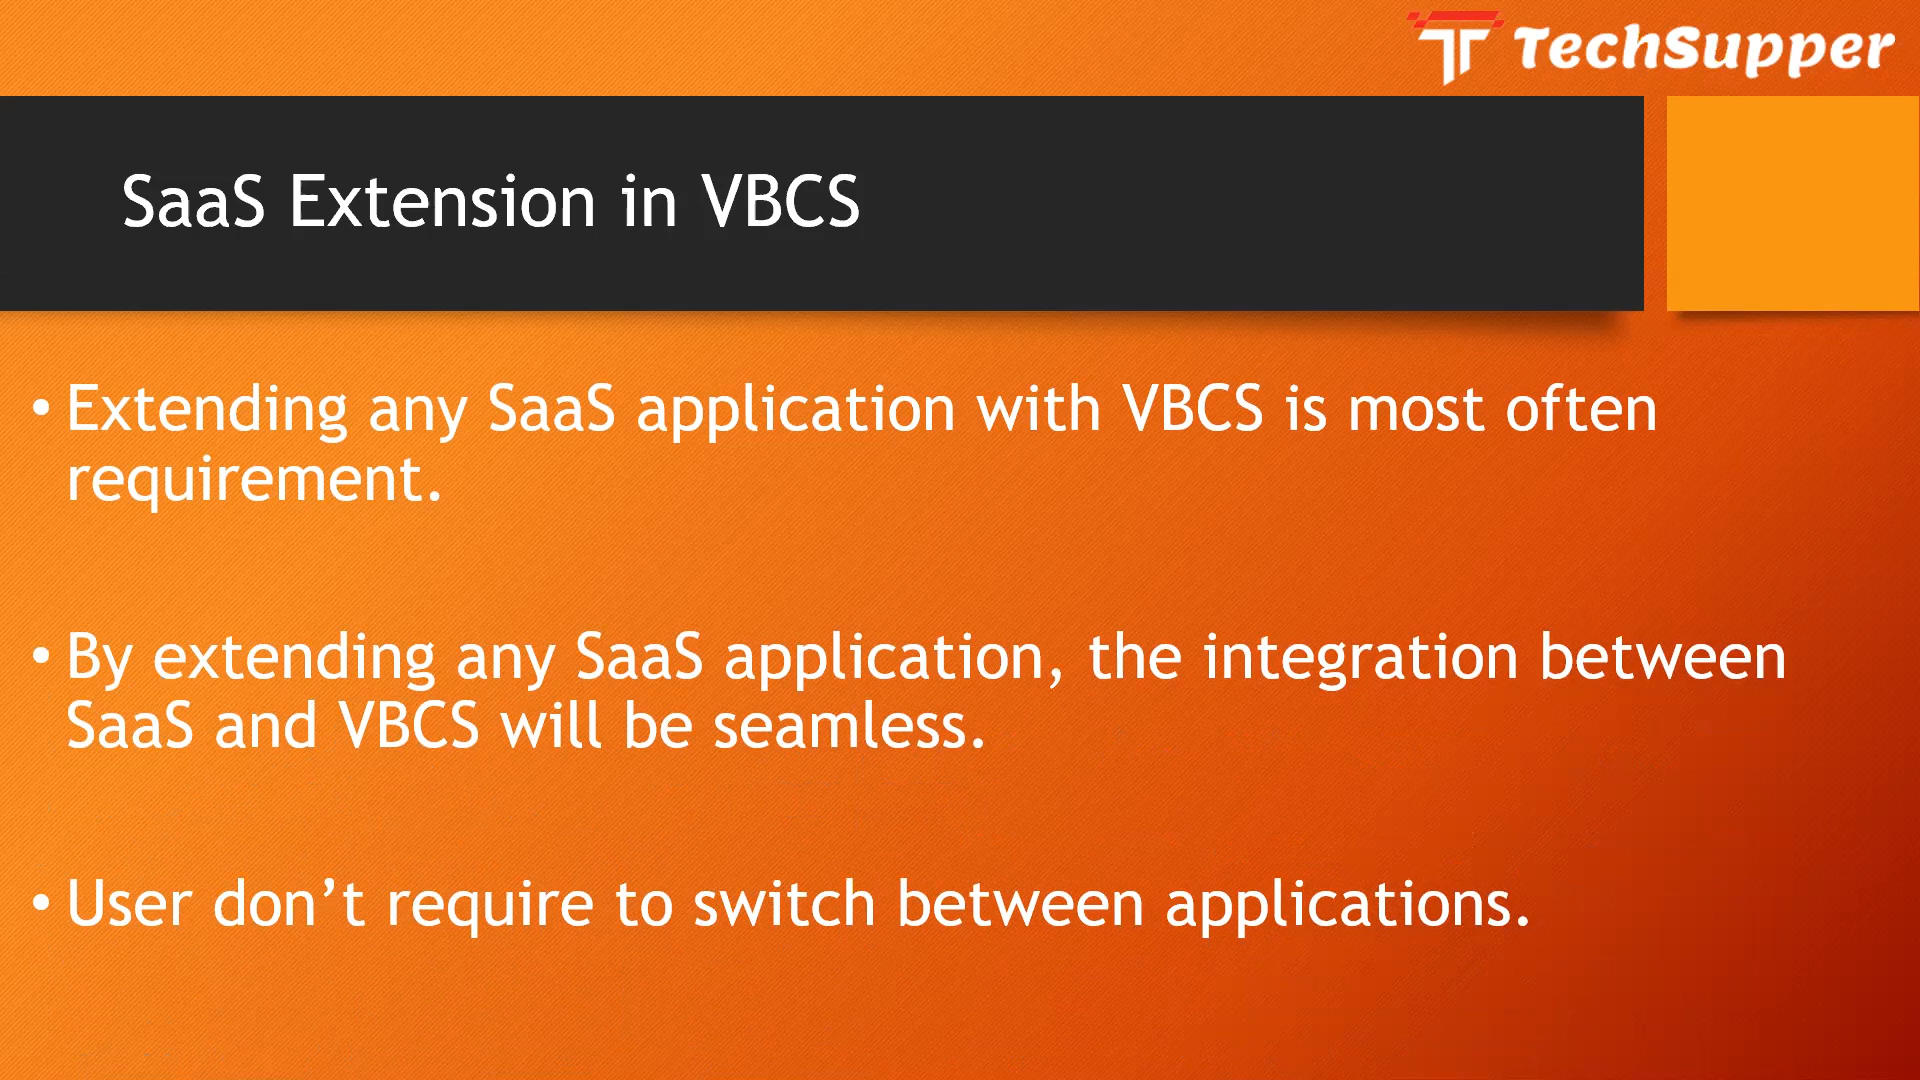 TechSupper
SaaS Extension in VBCS
• Extending any SaaS application with VBCS is most often
requirement.
• By extending any SaaS application, the integration between
SaaS and VBCS will be seamless.
• User don’t require to switch between applications.